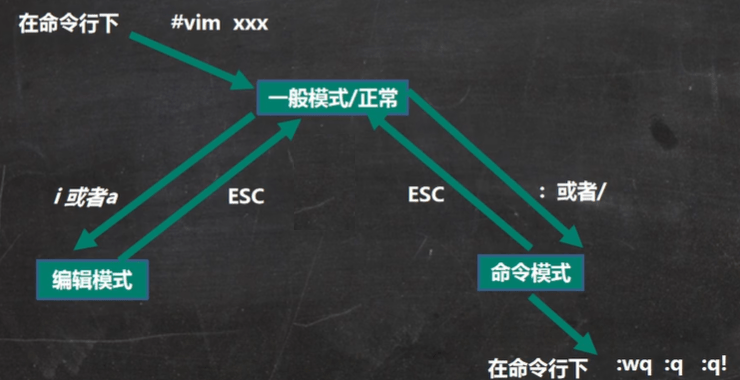 在命令行下 #vim xxx
一般模式/正常
i 或者a
ESC
ESC
: 或者/
编辑模式
命令模式
在命令行下 :wq :q :q!